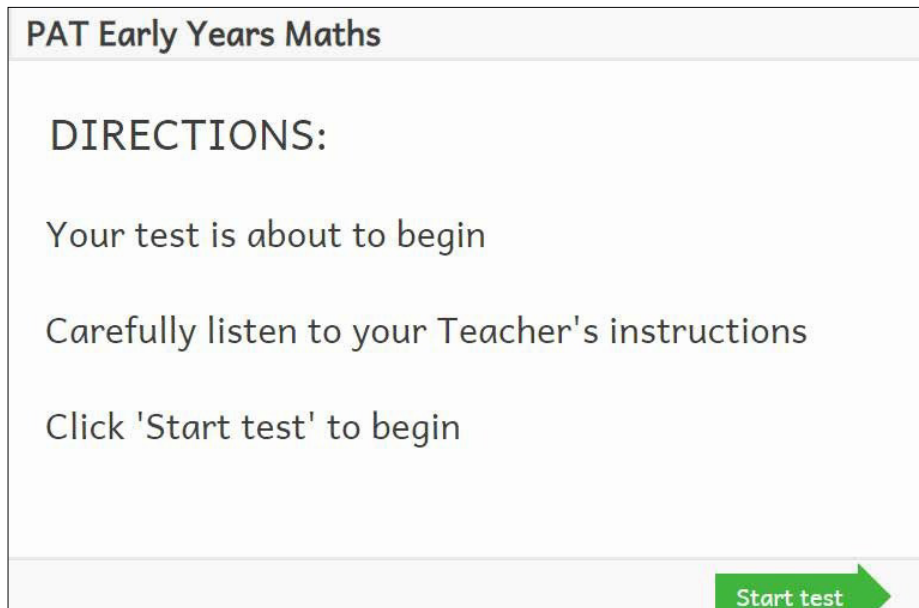 PAT Early Years Maths
DIRECTIONS:
Your test is about to begin
Carefully listen to your Teacher's instructions
Click 'Start test' to begin
Start test